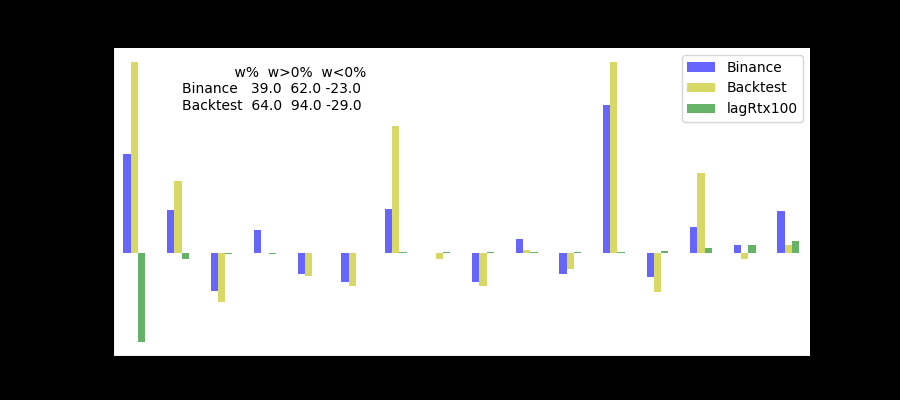 w% w>0% w<0%
Binance 39.0 62.0 -23.0
Backtest 64.0 94.0 -29.0
Binance
Backtest
lagRtx100